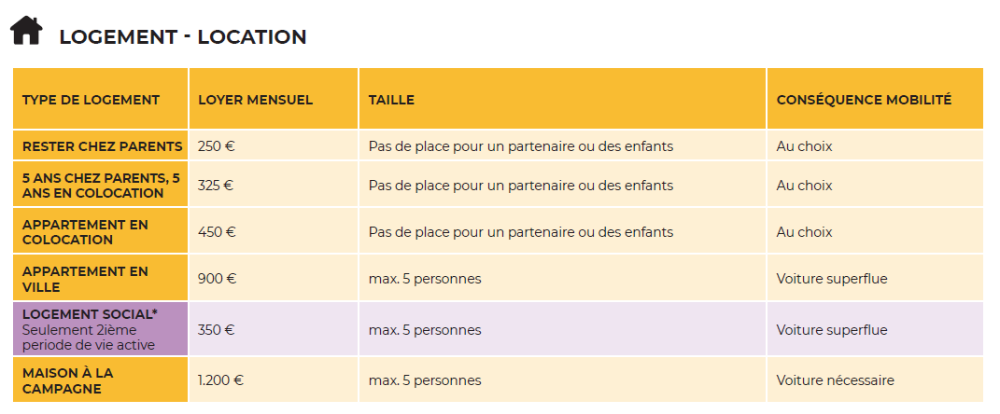 LOGEMENT - LOCATION
TYPE DE LOGEMENT LOYER MENSUEL TAILLE CONSÉQUENCE MOBILITÉ
RESTER CHEZ PARENTS 250 € Pas de place pour un partenaire ou des enfants Au choix
5 ANS CHEZ PARENTS, 5
ANS EN COLOCATION 325 € Pas de place pour un partenaire ou des enfants Au choix
APPARTEMENT EN
COLOCATION 450 € Pas de place pour un partenaire ou des enfants Au choix
APPARTEMENT EN
VILLE 900 € max. 5 personnes Voiture superflue
LOGEMENT SOCIAL*
Seulement 2ième
periode de vie active 350 € max. 5 personnes Voiture superflue
MAISON À LA
CAMPAGNE 1.200 € max. 5 personnes Voiture nécessaire